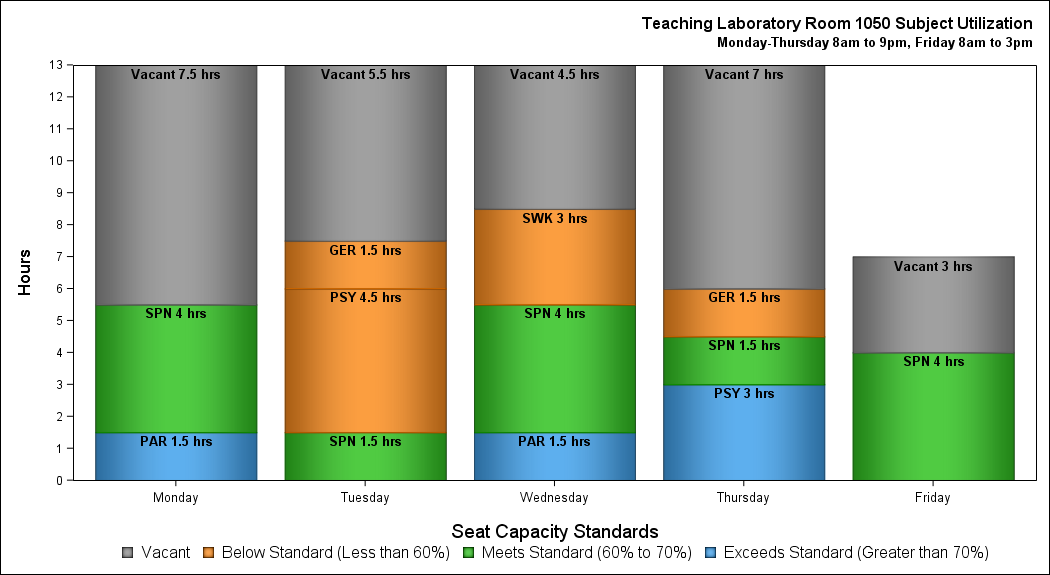 Teaching Laboratory Room 1050 Subject Utilization
Monday-Thursday 8am to 9pm, Friday 8am to 3pm
Hours
13
12
11
10
9
8
7
6
5
4
3
2
1
0
Vacant 7.5 hrs
SPN 4 hrs
PAR 1.5 hrs
Vacant 5.5 hrs
GER 1.5 hrs
PSY 4.5 hrs
SPN 1.5 hrs
Vacant 4.5 hrs
SWK 3 hrs
SPN 4 hrs
PAR 1.5 hrs
Vacant 7 hrs
GER 1.5 hrs
SPN 1.5 hrs
PSY 3 hrs
Vacant 3 hrs
SPN 4 hrs
Monday Tuesday Wednesday Thursday Friday
Seat Capacity Standards
Vacant Below Standard (Less than 60%) Meets Standard (60% to 70%) Exceeds Standard (Greater than 70%)